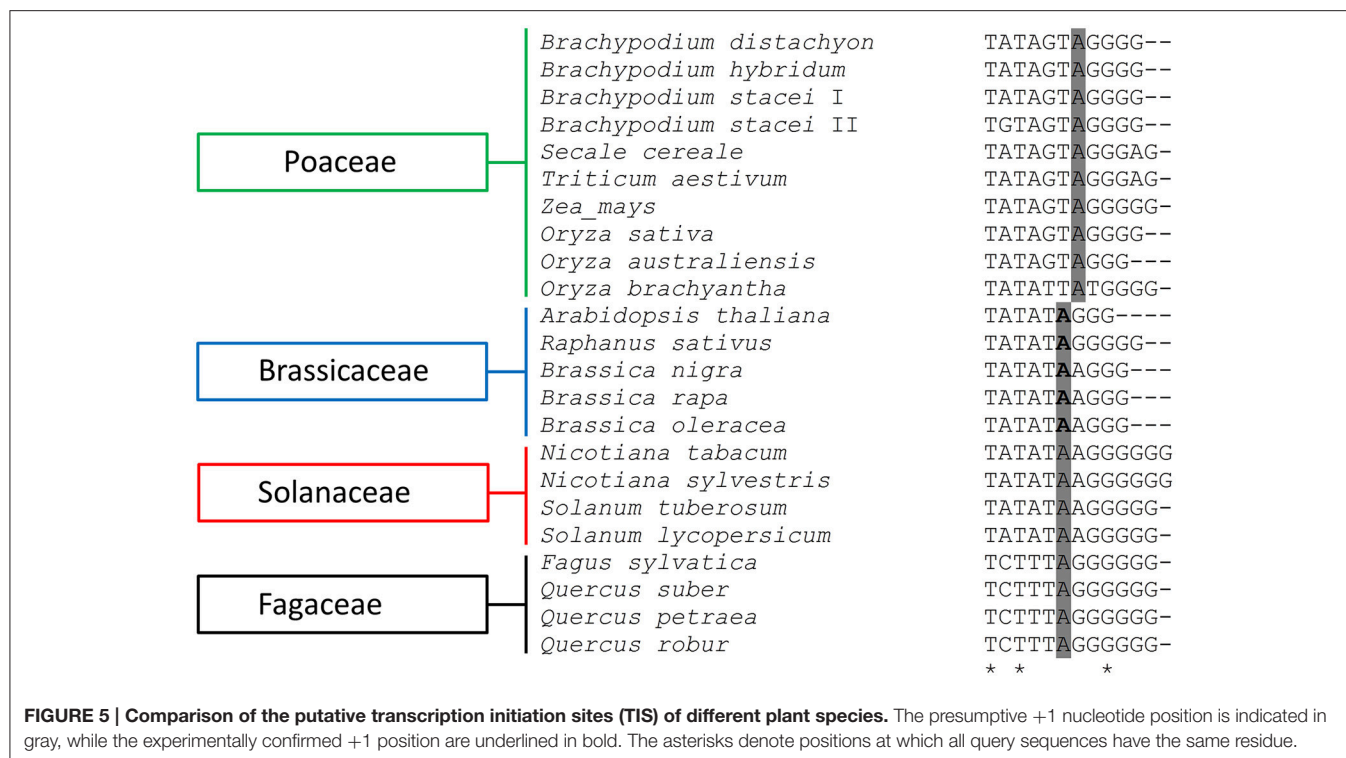 Brachypodium distachyon TATAGTAGGGG--
Brachypodium hybridum TATAGTAGGGG--
Brachypodium stacei I TATAGTAGGGG--
Brachypodium stacei II TGTAGTAGGGG--
Poaceae
Secale cereale TATAGTAGGGAG-
Triticum aestivum TATAGTAGGGAG-
Zea_mays TATAGTAGGGGG-
Oryza sativa TATAGTAGGGG--
Oryza australiensis TATAGTAGGG---
Oryza brachyantha TATATTATGGGG-
Arabidopsis thaliana TATATAGGG----
Raphanus sativus TATATAGGGGG--
Brassicaceae
Brassica nigra TATATAAGGG---
Brassica rapa TATATAAGGG---
Brassica oleracea TATATAAGGG---
Nicotiana tabacum TATATAAGGGGGG
Solanaceae
Nicotiana sylvestris TATATAAGGGGGG
Solanum tuberosum TATATAAGGGGG-
Solanum lycopersicum TATATAAGGGGG-
Fagus sylvatica TCTTTAGGGGGG-
Quercus suber TCTTTAGGGGGG-
Fagaceae
Quercus petraea TCTTTAGGGGGG-
Quercus robur TCTTTAGGGGGG-
* * *
FIGURE 5 | Comparison of the putative transcription initiation sites (TIS) of different plant species. The presumptive +1 nucleotide position is indicated in
gray, while the experimentally confirmed +1 position are underlined in bold. The asterisks denote positions at which all query sequences have the same residue.